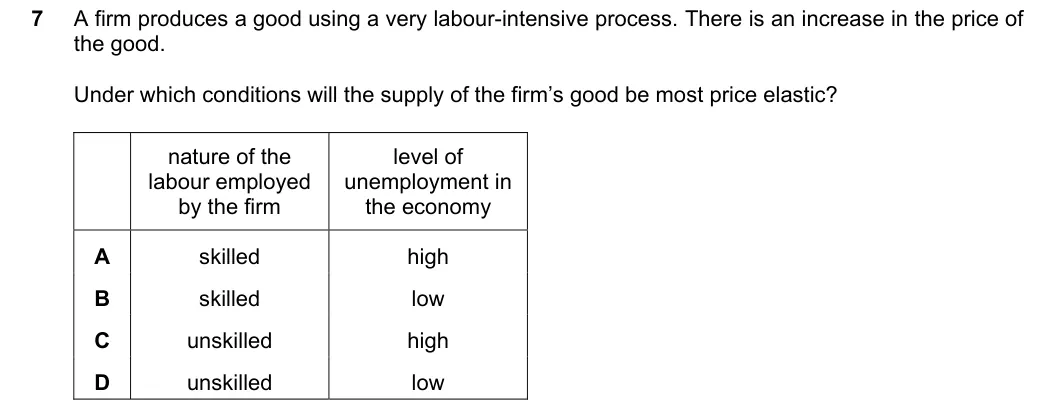 7 A firm produces a good using a very labour-intensive process. There is an increase in the price of
the good.
Under which conditions will the supply of the firm's good be most price elastic?
nature of the labour employed by the firm level of unemployment in the economy
A skilled high
B skilled low
C unskilled high
D unskilled low